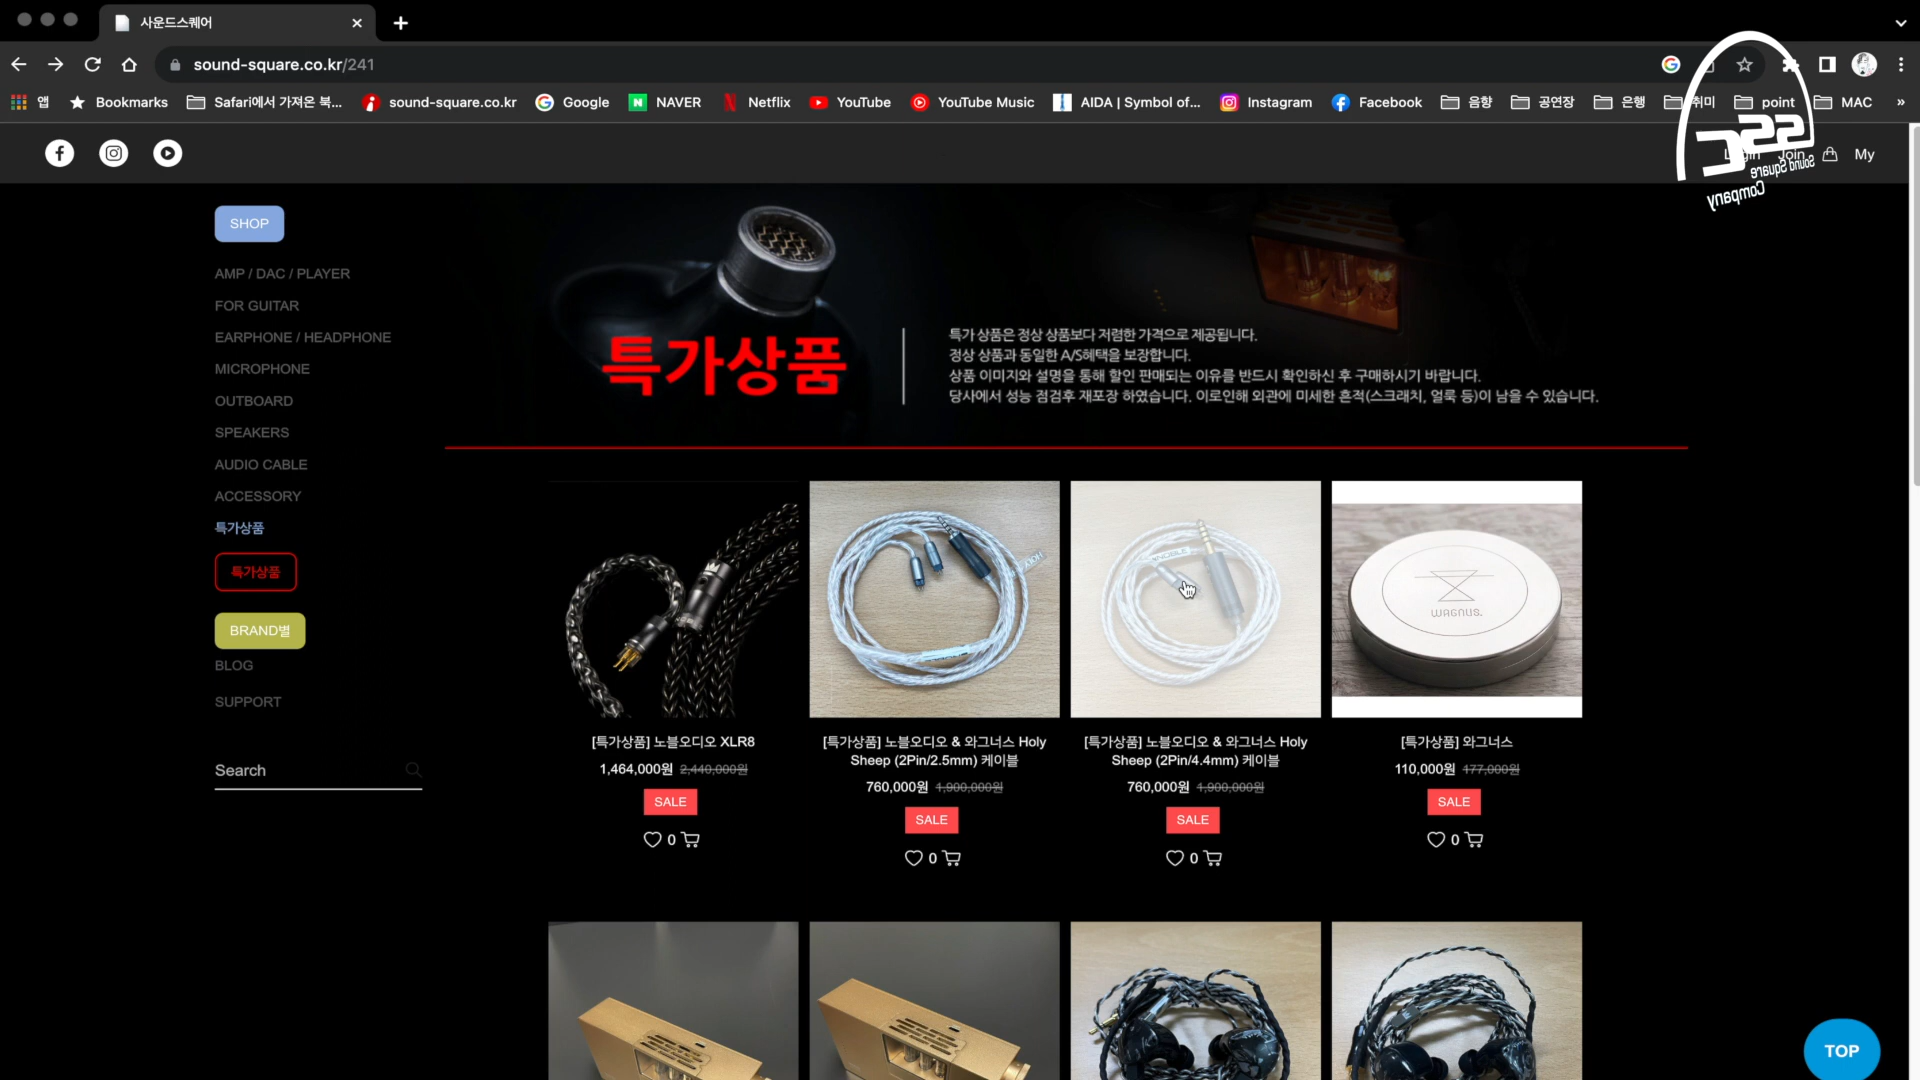 사운드스퀘어
sound-square.co.kr/241
앱
Bookmarks
Safari에서 가져온 북...
sound-square.co.kr
Google
NAVER
Netflix
YouTube
YouTube Music
AIDA | Symbol of...
Instagram
Facebook
음향
공연장
은행
취미
point
MAC
»
Login
Join
My
SSC
Sound Square
Company
SHOP
AMP / DAC / PLAYER
FOR GUITAR
EARPHONE / HEADPHONE
MICROPHONE
OUTBOARD
SPEAKERS
AUDIO CABLE
ACCESSORY
특가상품
특가상품
BRAND별
BLOG
SUPPORT
Search
특가상품
특가 상품은 정상 상품보다 저렴한 가격으로 제공됩니다.
정상 상품과 동일한 A/S혜택을 보장합니다.
상품 이미지와 설명을 통해 할인 판매되는 이유를 반드시 확인하신 후 구매하시기 바랍니다.
당사에서 성능 점검후 재포장 하였습니다. 이로인해 외관에 미세한 흔적(스크래치, 얼룩 등)이 남을 수 있습니다.
WAGNUS.
[특가상품] 노블오디오 XLR8
1,464,000원 2,440,000원
SALE
0
[특가상품] 노블오디오 & 와그너스 Holy
Sheep (2Pin/2.5mm) 케이블
760,000원 1,900,000원
SALE
0
[특가상품] 노블오디오 & 와그너스 Holy
Sheep (2Pin/4.4mm) 케이블
760,000원 1,900,000원
SALE
0
[특가상품] 와그너스
110,000원 177,000원
SALE
0
TOP